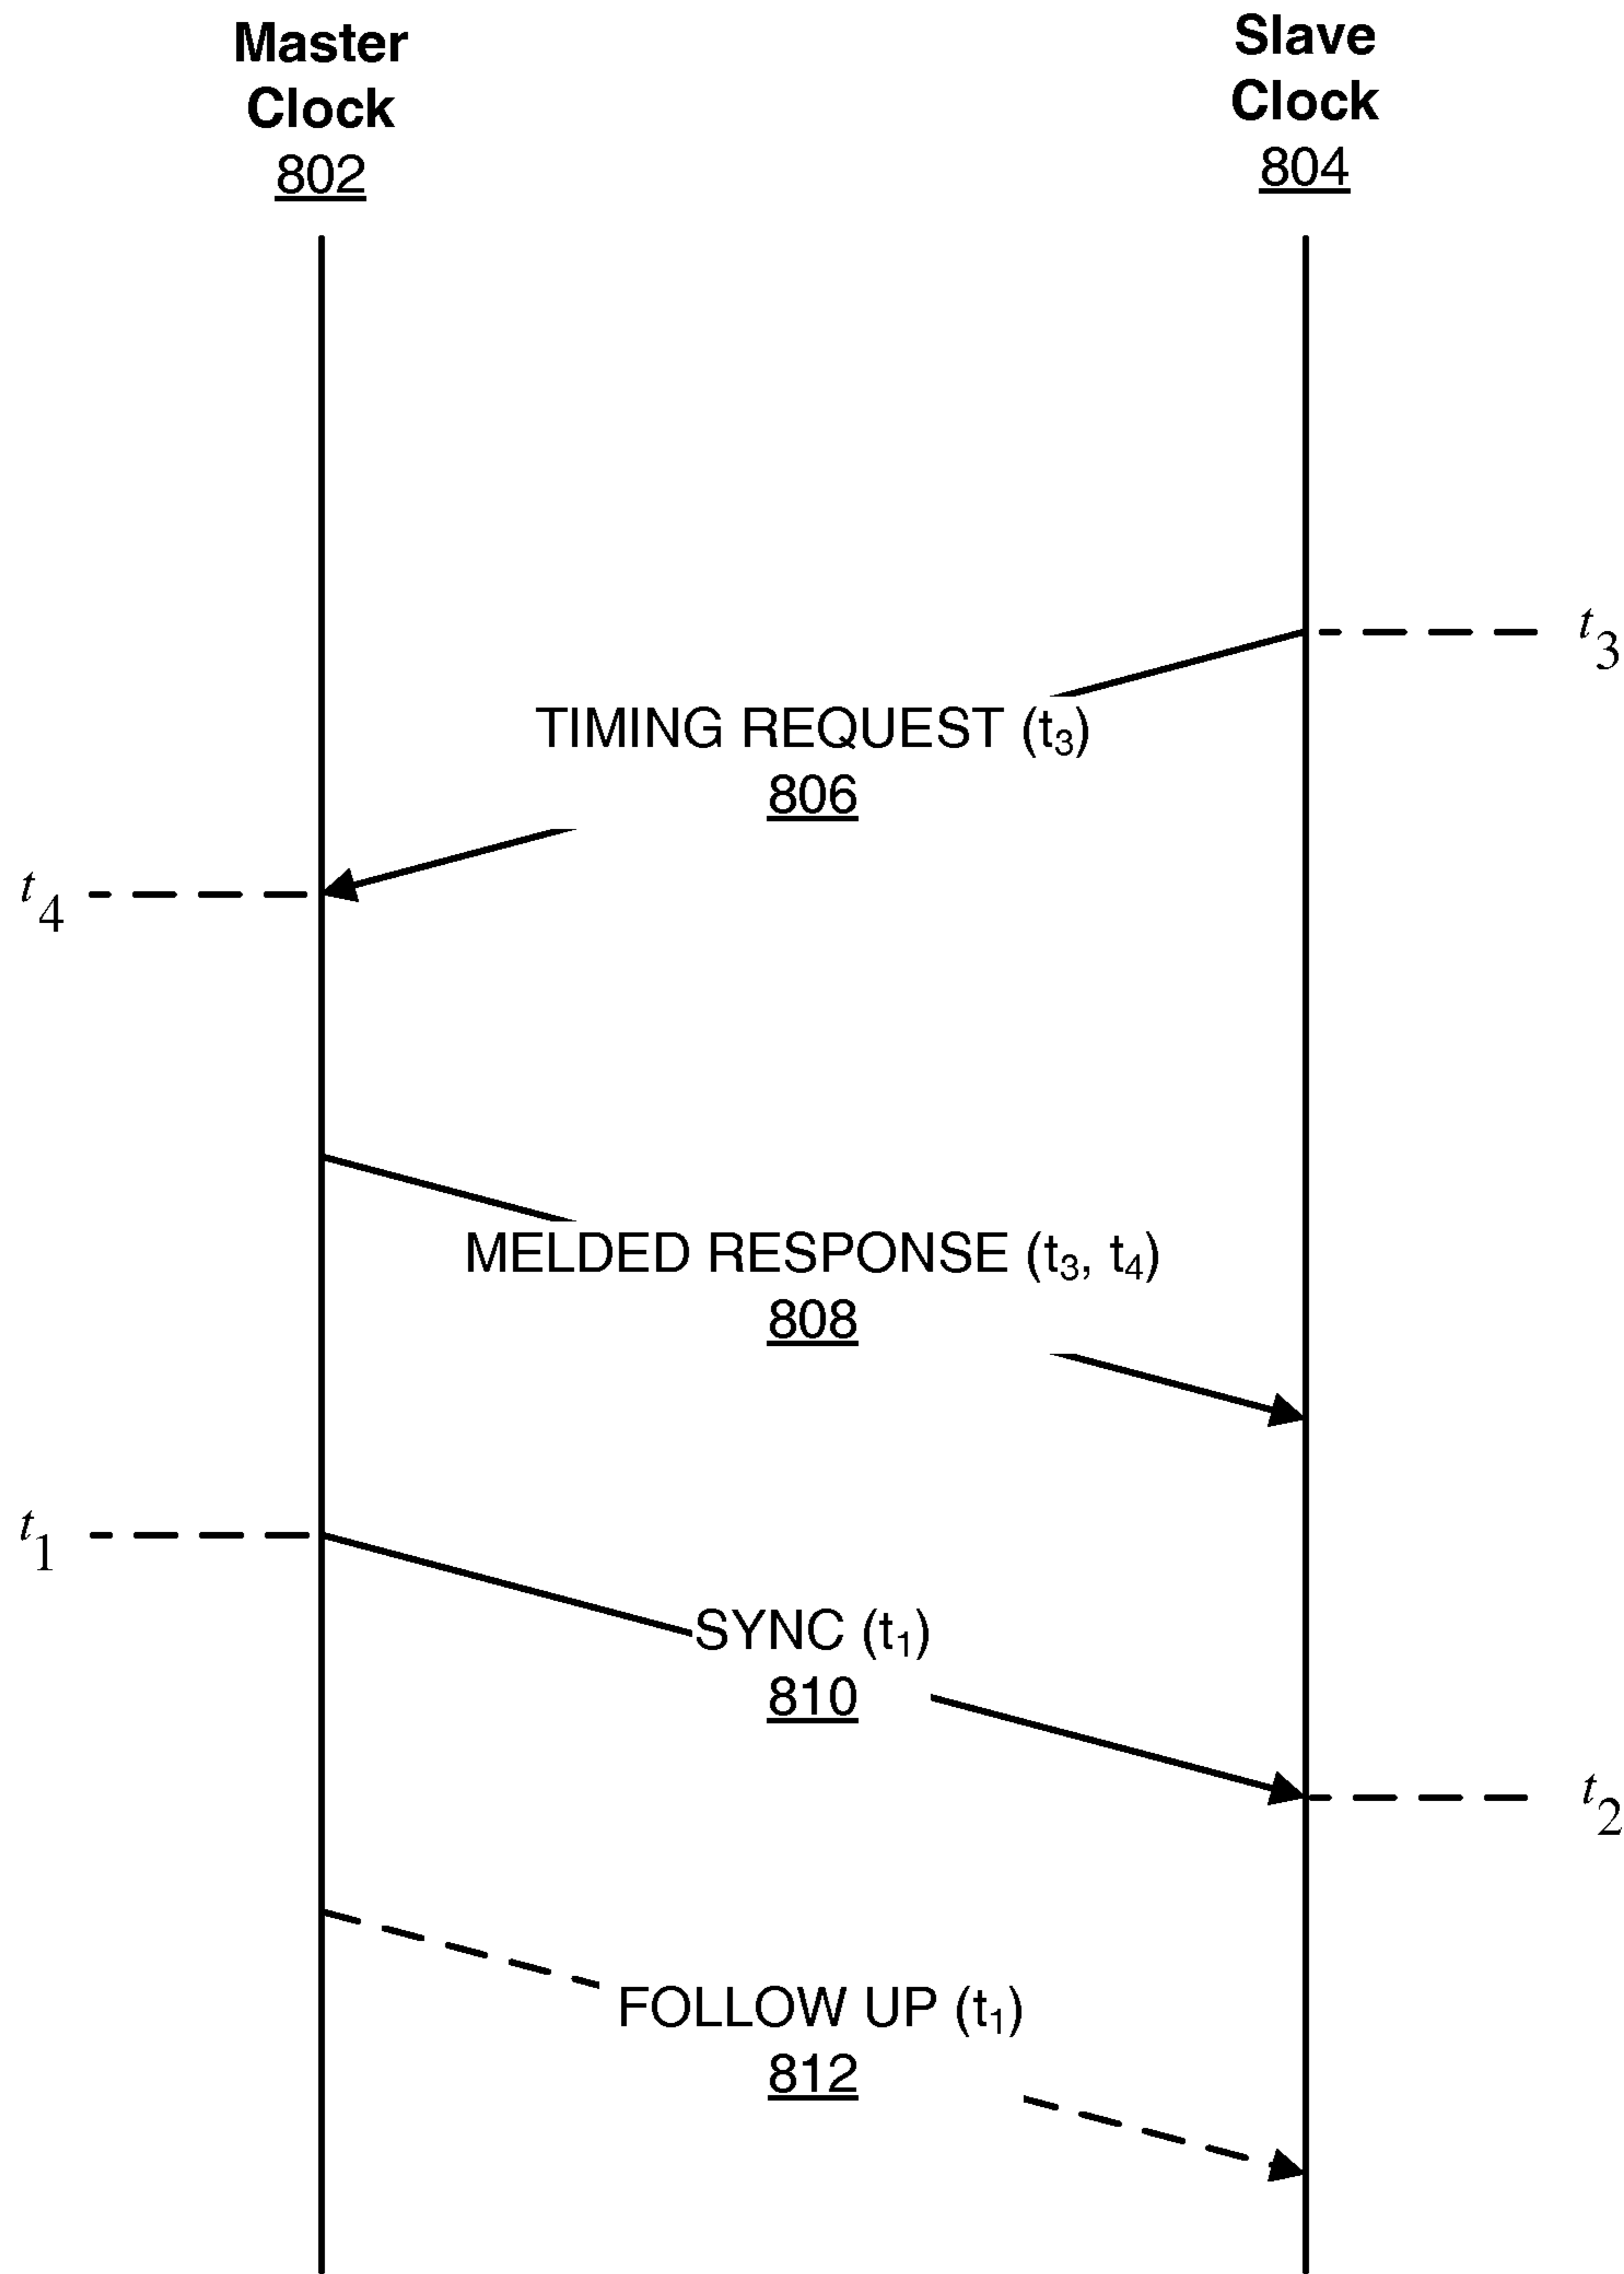 Master
Clock
802
Slave
Clock
804
t3
TIMING REQUEST (t3)
806
t4
MELDED RESPONSE (t3, t4)
808
t1
SYNC (t1)
810
t2
FOLLOW UP (t1)
812